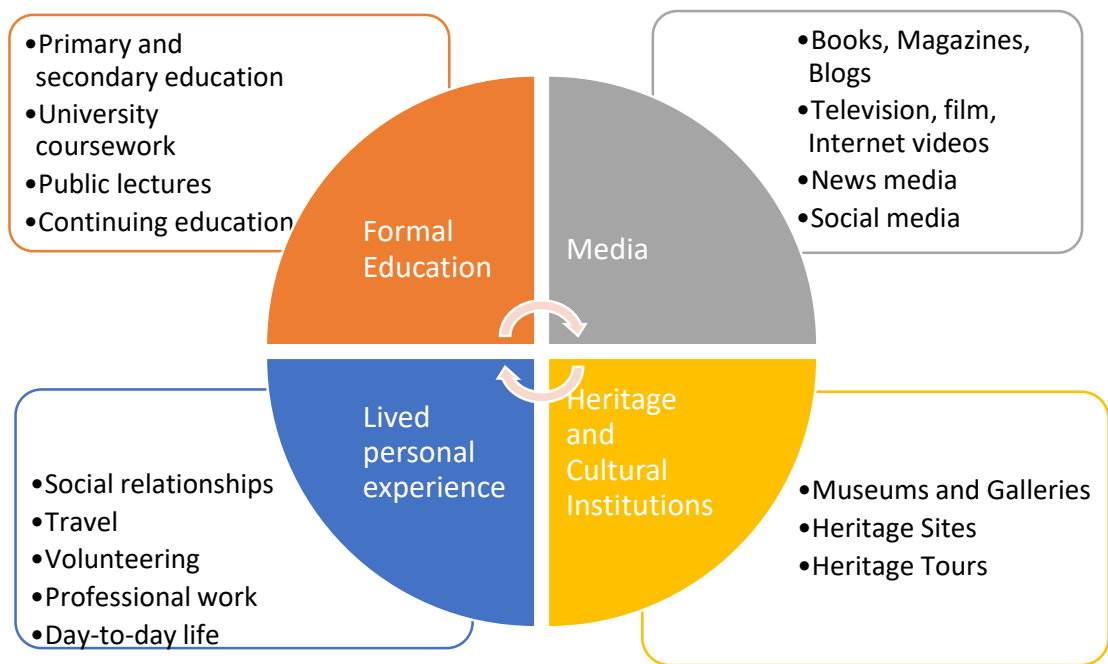 •Primary and
secondary education
•University
coursework
•Public lectures
•Continuing education
•Books, Magazines,
Blogs
•Television, film,
Internet videos
•News media
•Social media
Formal
Education
Media
Lived
personal
experience
Heritage
and
Cultural
Institutions
•Social relationships
•Travel
•Volunteering
•Professional work
•Day-to-day life
•Museums and Galleries
•Heritage Sites
•Heritage Tours